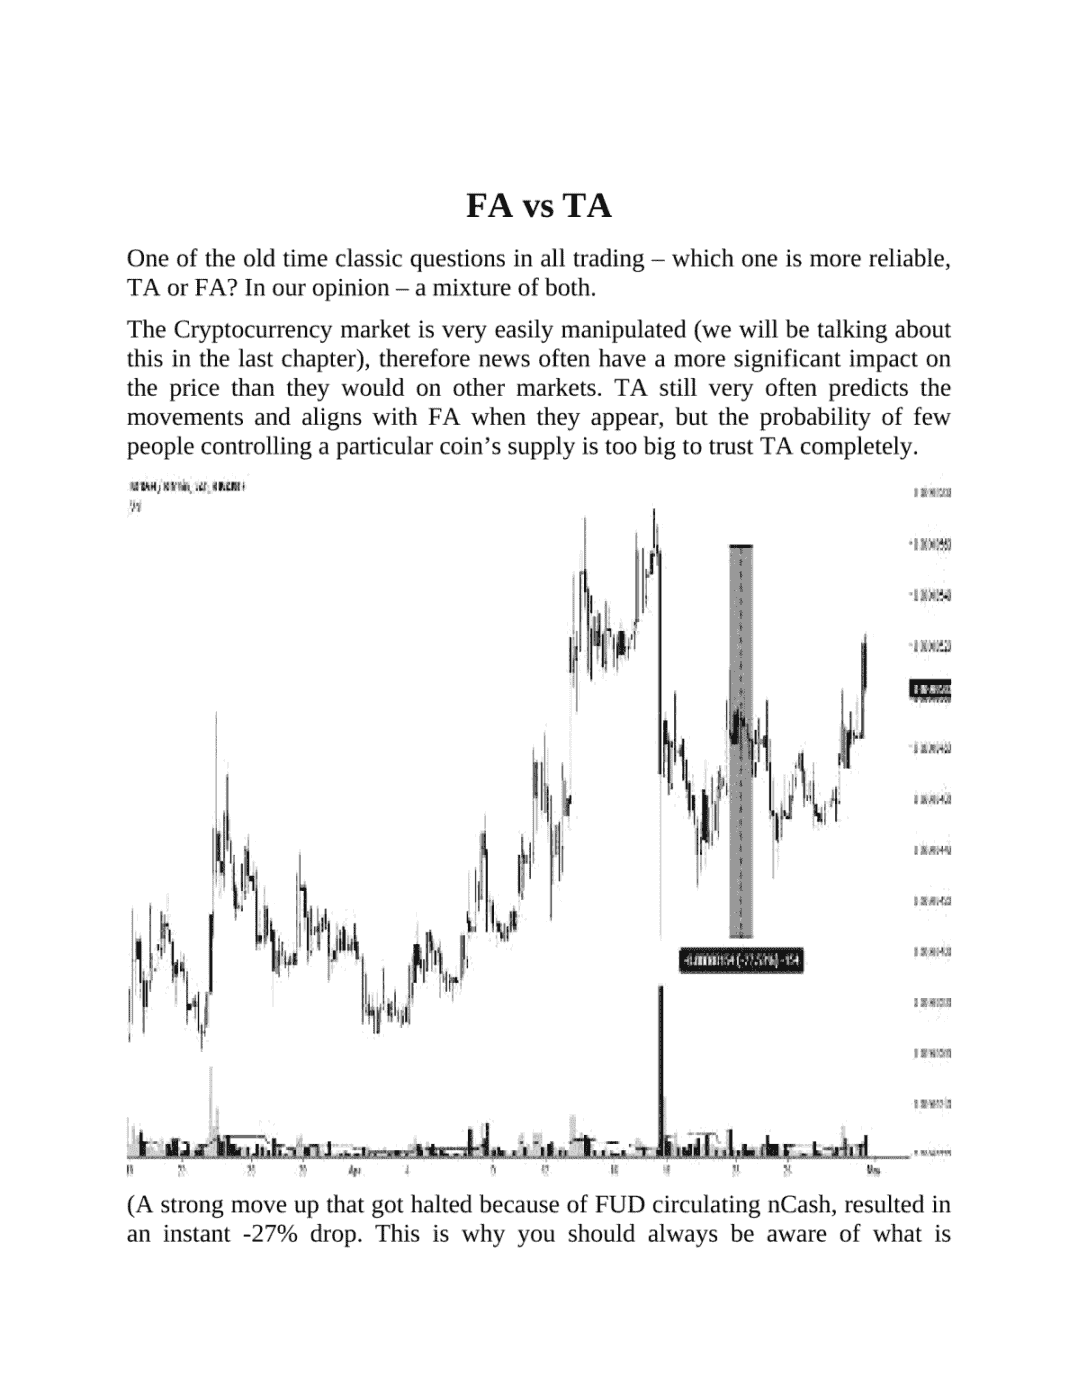 FA vs TA
One of the old time classic questions in all trading – which one is more reliable,
TA or FA? In our opinion – a mixture of both.
The Cryptocurrency market is very easily manipulated (we will be talking about
this in the last chapter), therefore news often have a more significant impact on
the price than they would on other markets. TA still very often predicts the
movements and aligns with FA when they appear, but the probability of few
people controlling a particular coin’s supply is too big to trust TA completely.
Apr
May
(A strong move up that got halted because of FUD circulating nCash, resulted in
an instant -27% drop. This is why you should always be aware of what is